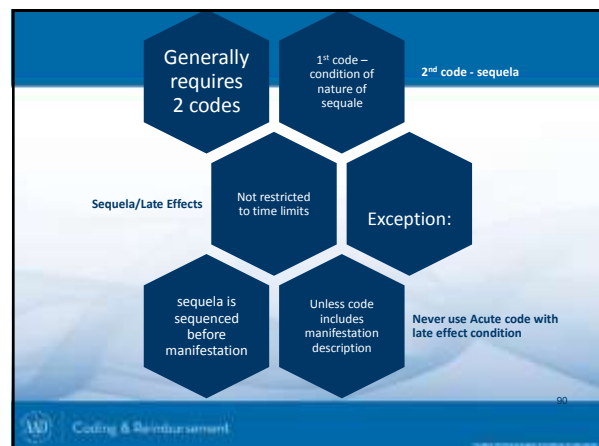 Generally
requires
2 codes
1st code –
condition of
nature of
sequale
2nd code - sequela
Sequela/Late Effects
Not restricted
to time limits
Exception:
sequela is
sequenced
before
manifestation
Unless code
includes
manifestation
description
Never use Acute code with
late effect condition
90
Coding & Reimbursement